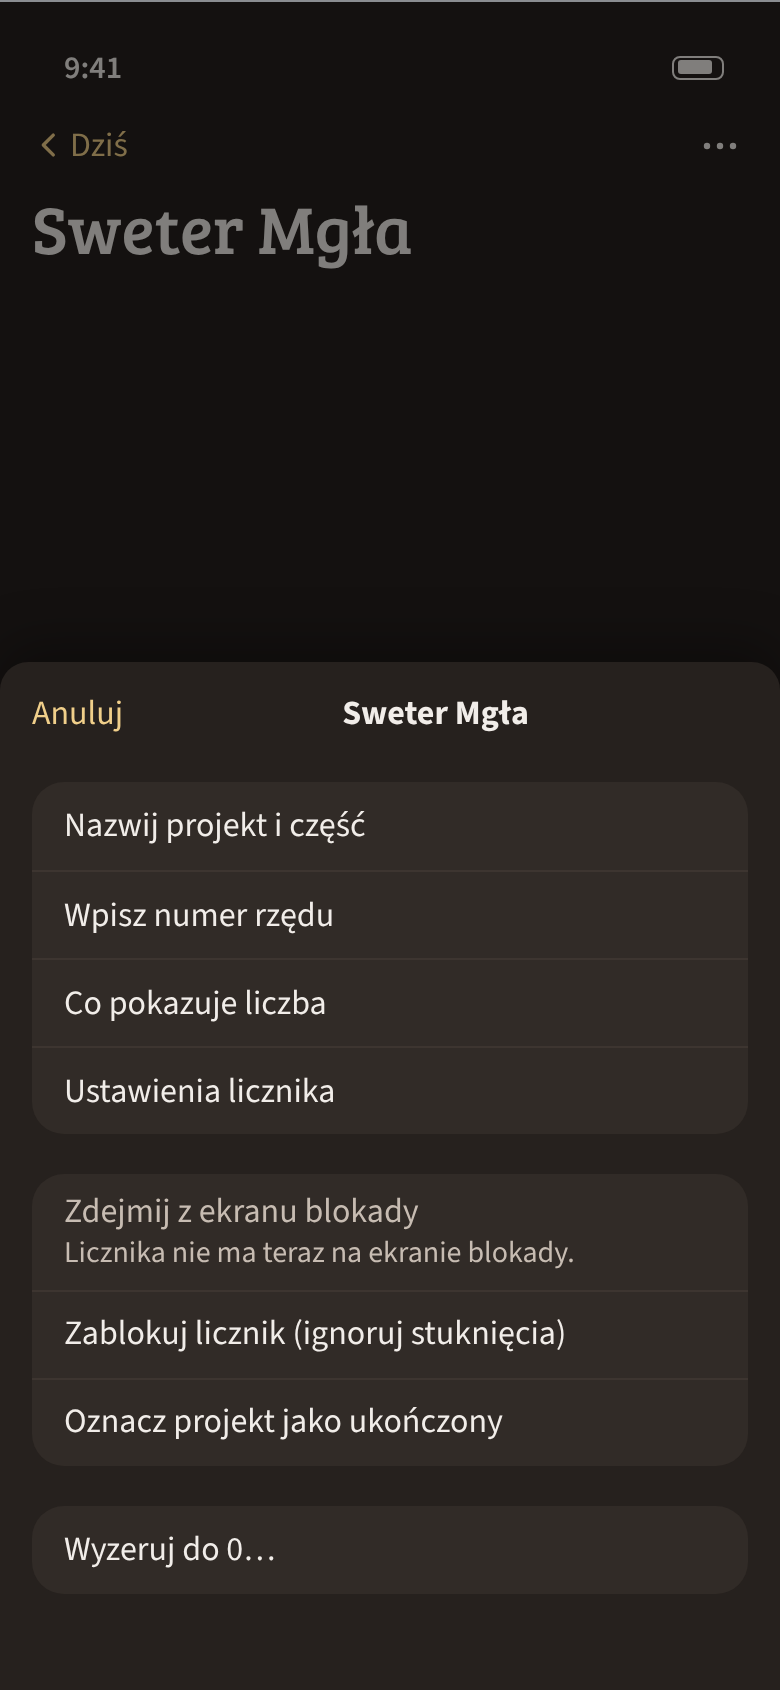 9:41
Dziś
Sweter Mgła
Anuluj
Sweter Mgła
Nazwij projekt i część
Wpisz numer rzędu
Co pokazuje liczba
Ustawienia licznika
Zdejmij z ekranu blokady
Licznika nie ma teraz na ekranie blokady.
Zablokuj licznik (ignoruj stuknięcia)
Oznacz projekt jako ukończony
Wyzeruj do 0…